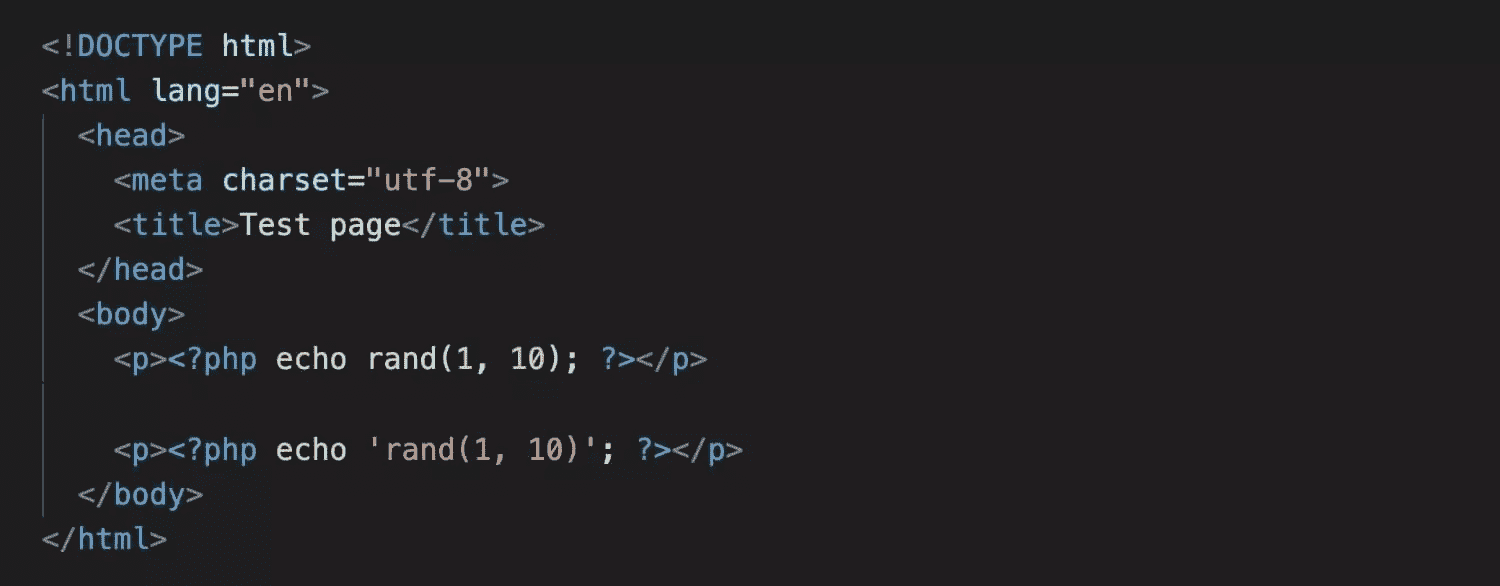 <!DOCTYPE html>
<html lang="en">
  <head>
    <meta charset="utf-8">
    <title>Test page</title>
  </head>
  <body>
    <p><?php echo rand(1, 10); ?></p>

    <p><?php echo 'rand(1, 10)'; ?></p>
  </body>
</html>